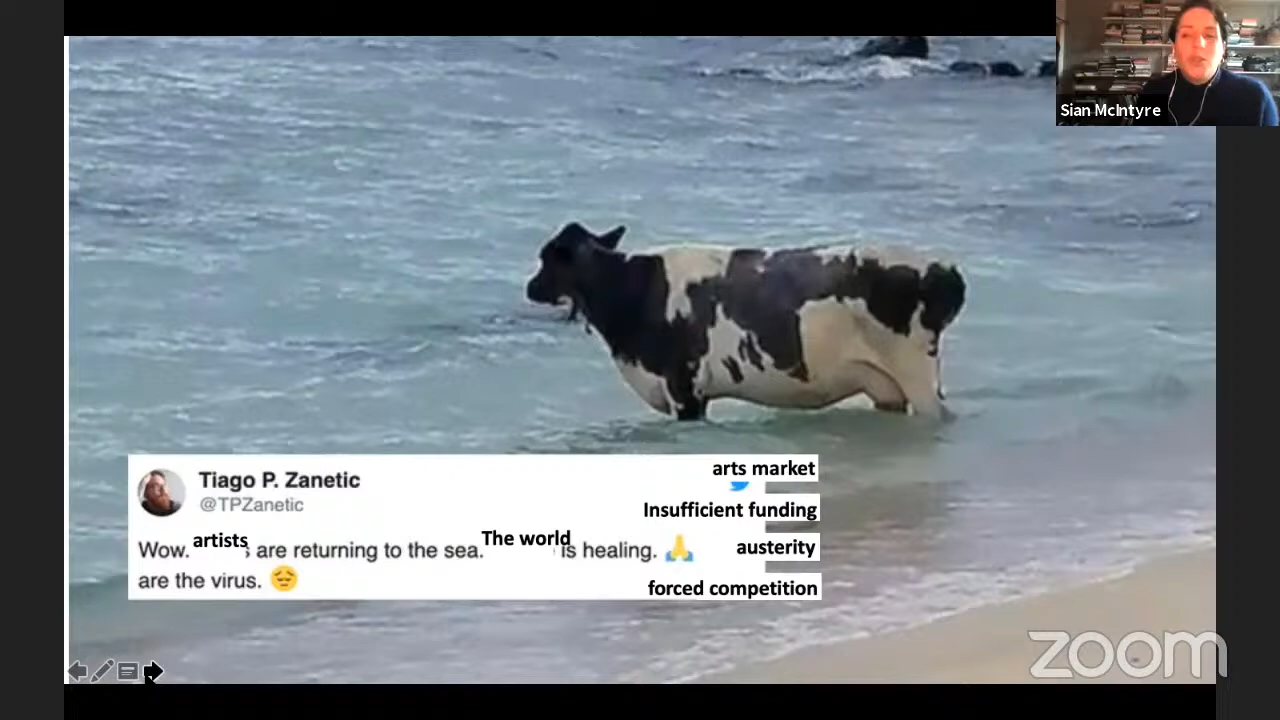 Sian McIntyre
Tiago P. Zanetic
@TPZanetic
arts market
Insufficient funding
Wow. artists are returning to the sea. The world is healing. 🙏
austerity
are the virus. 😔
forced competition
zoom